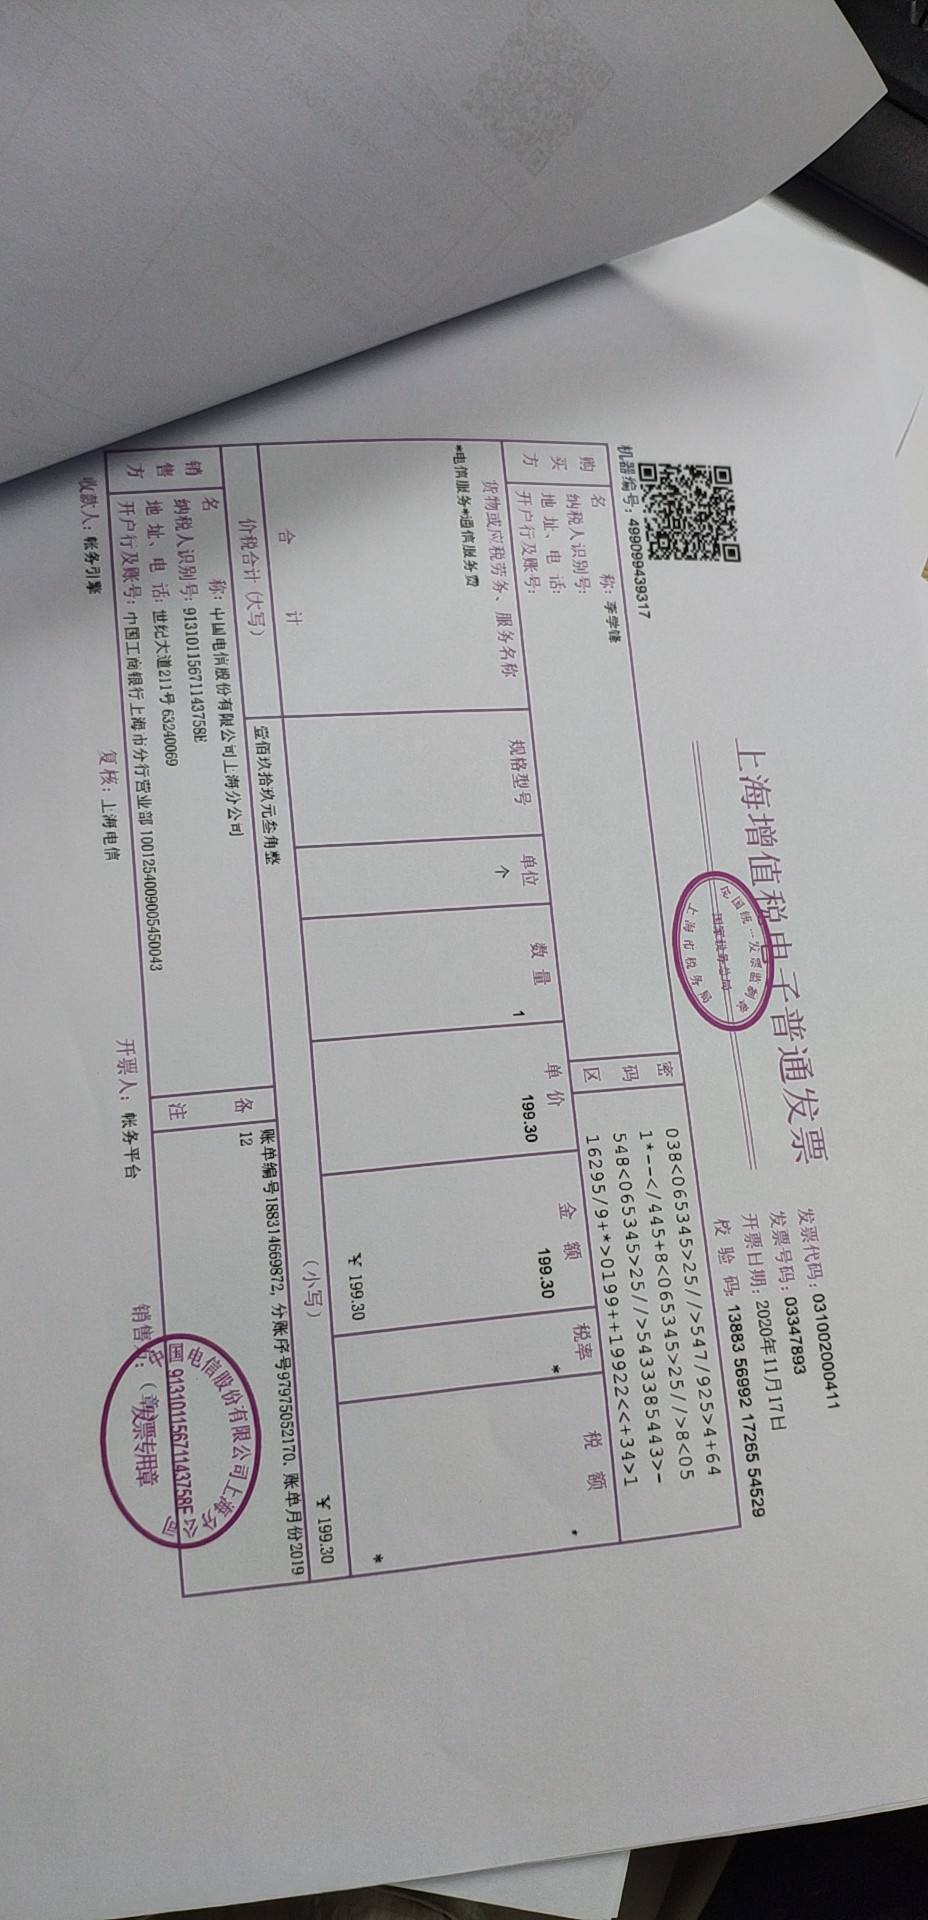 上海增值税电子普通发票
全国统一发票监制章
国家税务总局
上海市税务局
发票代码: 031002000411
发票号码: 03347893
开票日期: 2020年11月17日
校 验 码: 13883 56992 17265 54529
机器编号: 499099439317
购买方
名 称: 李学锋
纳税人识别号:
地 址、电 话:
开户行及账号:
密码区
038<065345>25//>547/925>4+64
1*--</445+8<065345>25//>8<05
548<065345>25//>5433385443>-
16295/9+*>0199++19922<<+34>1
货物或应税劳务、服务名称 规格型号 单位 数 量 单 价 金 额 税率 税 额
*电信服务*通信服务费 个 1 199.30 199.30 * *
合 计 ¥ 199.30 *
价税合计 (大写) 壹佰玖拾玖元叁角整 (小写) ¥ 199.30
销售方
名 称: 中国电信股份有限公司上海分公司
纳税人识别号: 91310115671143758E
地 址、电 话: 世纪大道211号 63240069
开户行及账号: 中国工商银行上海市分行营业部 1001254009005450043
备注
账单编号188314669872, 分账序号97975052170. 账单月份2019
12
收款人: 帐务引擎 复核: 上海电信 开票人: 帐务平台 销售方: (章)
中国电信股份有限公司上海分公司
91310115671143758E
发票专用章